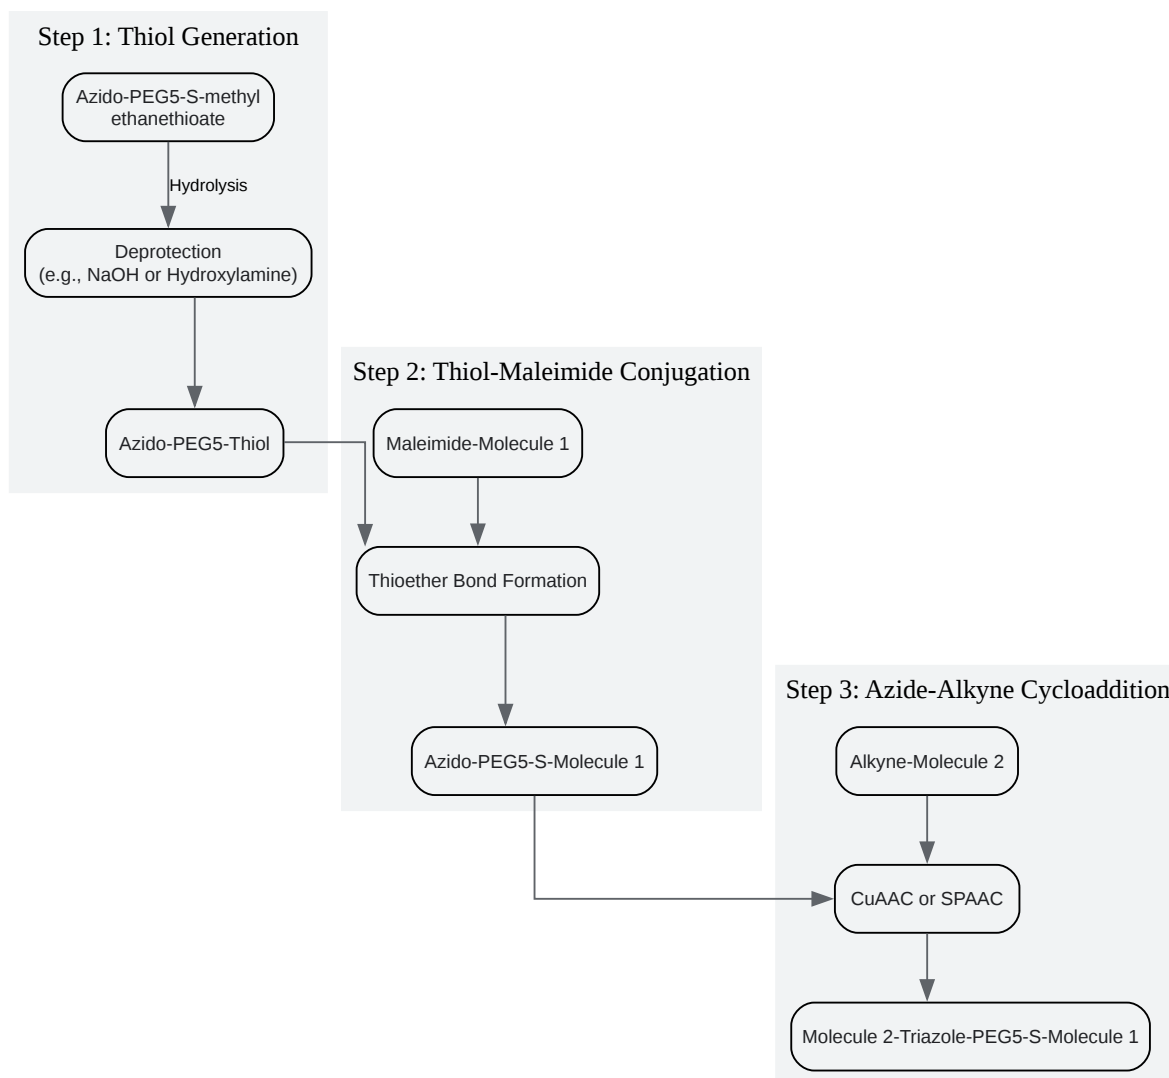 Step 1: Thiol Generation
Azido-PEG5-S-methyl
ethanethioate
Hydrolysis
Deprotection
(e.g., NaOH or Hydroxylamine)
Azido-PEG5-Thiol
Step 2: Thiol-Maleimide Conjugation
Maleimide-Molecule 1
Thioether Bond Formation
Azido-PEG5-S-Molecule 1
Step 3: Azide-Alkyne Cycloaddition
Alkyne-Molecule 2
CuAAC or SPAAC
Molecule 2-Triazole-PEG5-S-Molecule 1